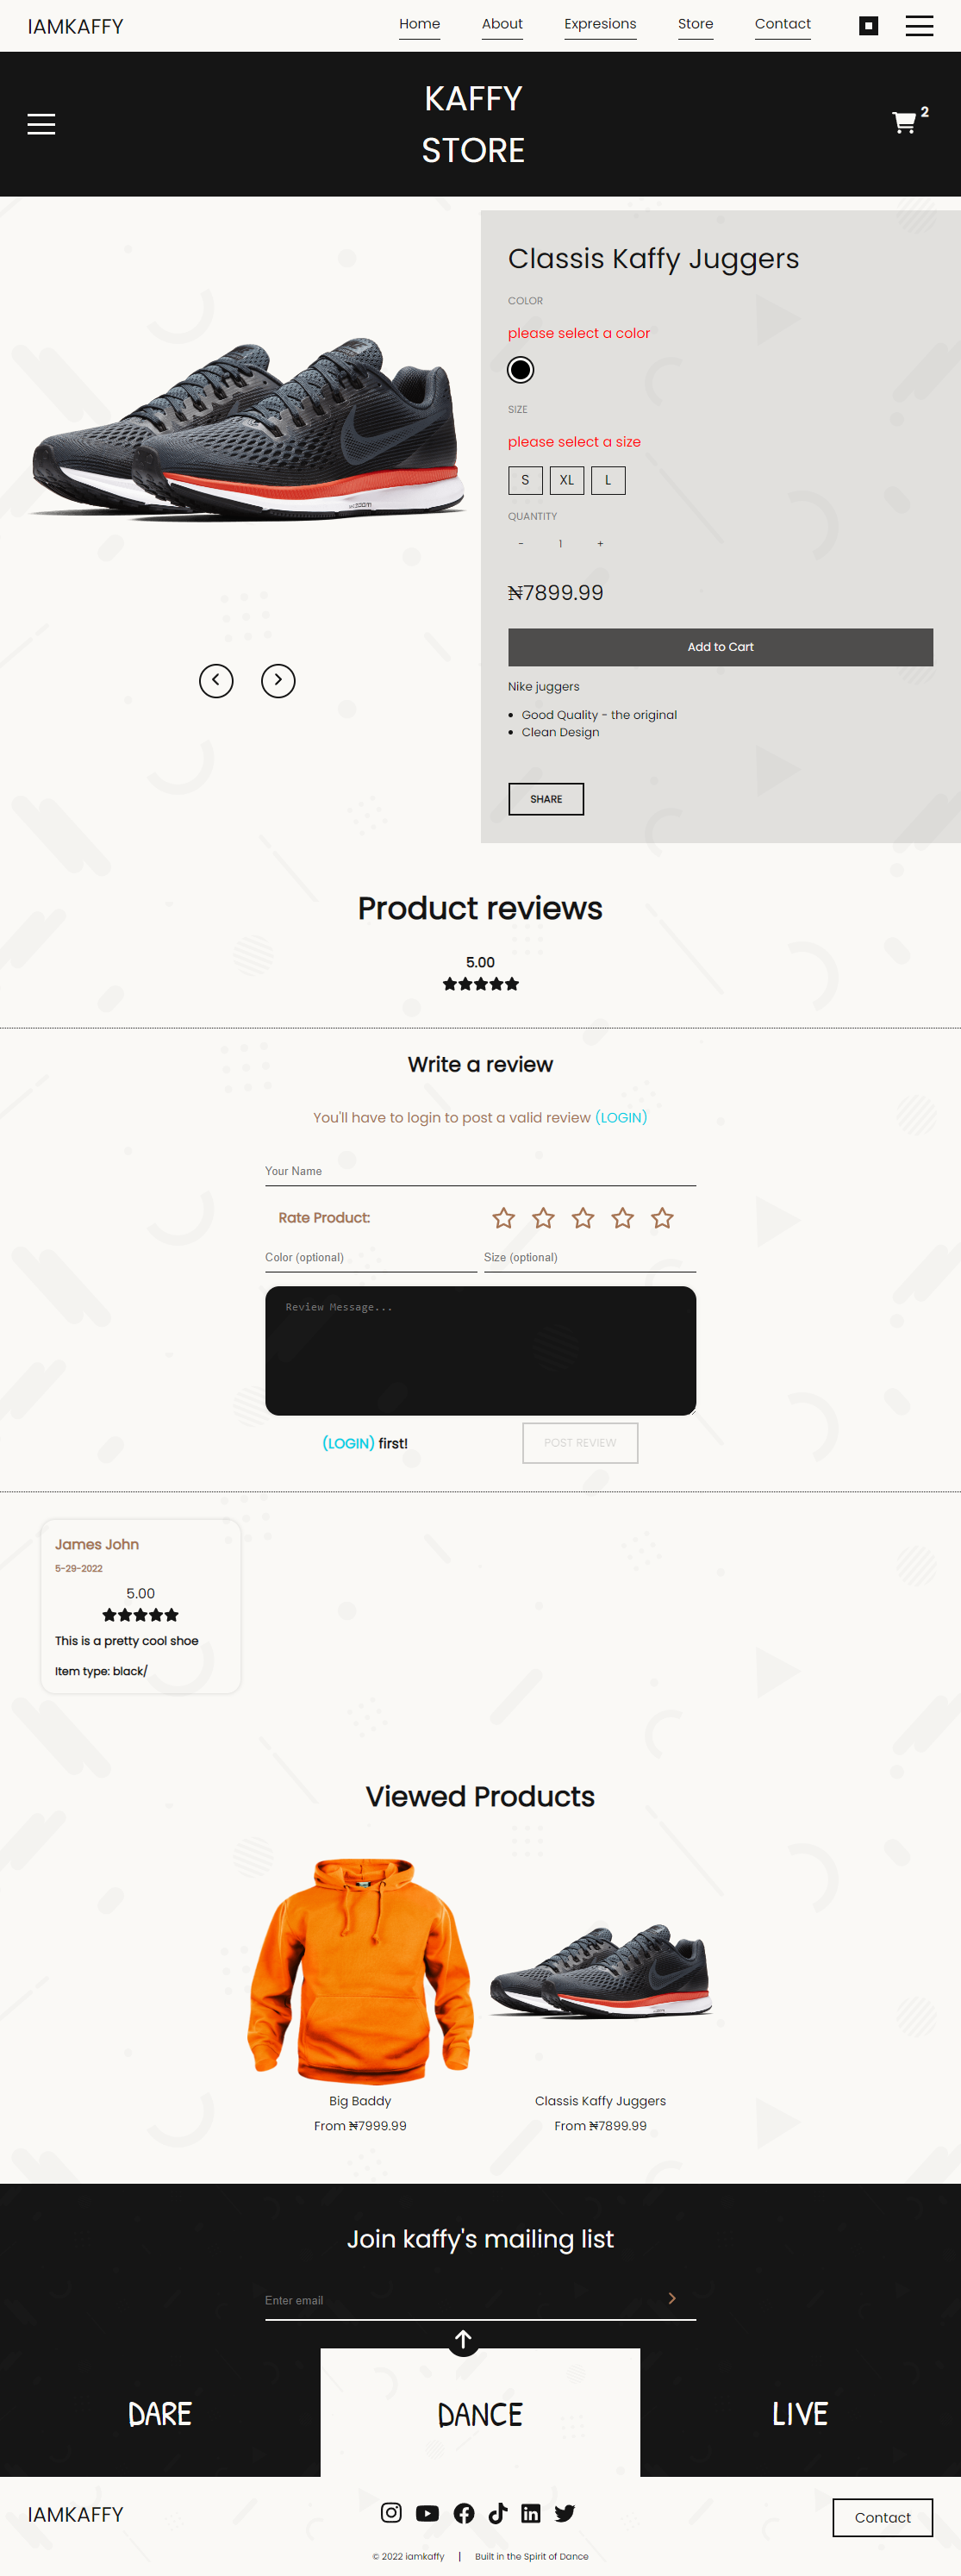 IAMKAFFY
Home About Expresions Store Contact
KAFFY
STORE
2
Classis Kaffy Juggers
COLOR
please select a color
SIZE
please select a size
S XL L
QUANTITY
- 1 +
₦7899.99
Add to Cart
Nike juggers
Good Quality - the original
Clean Design
SHARE
Product reviews
5.00
Write a review
You'll have to login to post a valid review (LOGIN)
Your Name
Rate Product:
Color (optional) Size (optional)
Review Message...
(LOGIN) first! POST REVIEW
James John
5-29-2022
5.00
This is a pretty cool shoe
Item type: black/
Viewed Products
Big Baddy
From ₦7999.99
Classis Kaffy Juggers
From ₦7899.99
Join kaffy's mailing list
Enter email
DARE DANCE LIVE
IAMKAFFY
Contact
© 2022 iamkaffy | Built in the Spirit of Dance